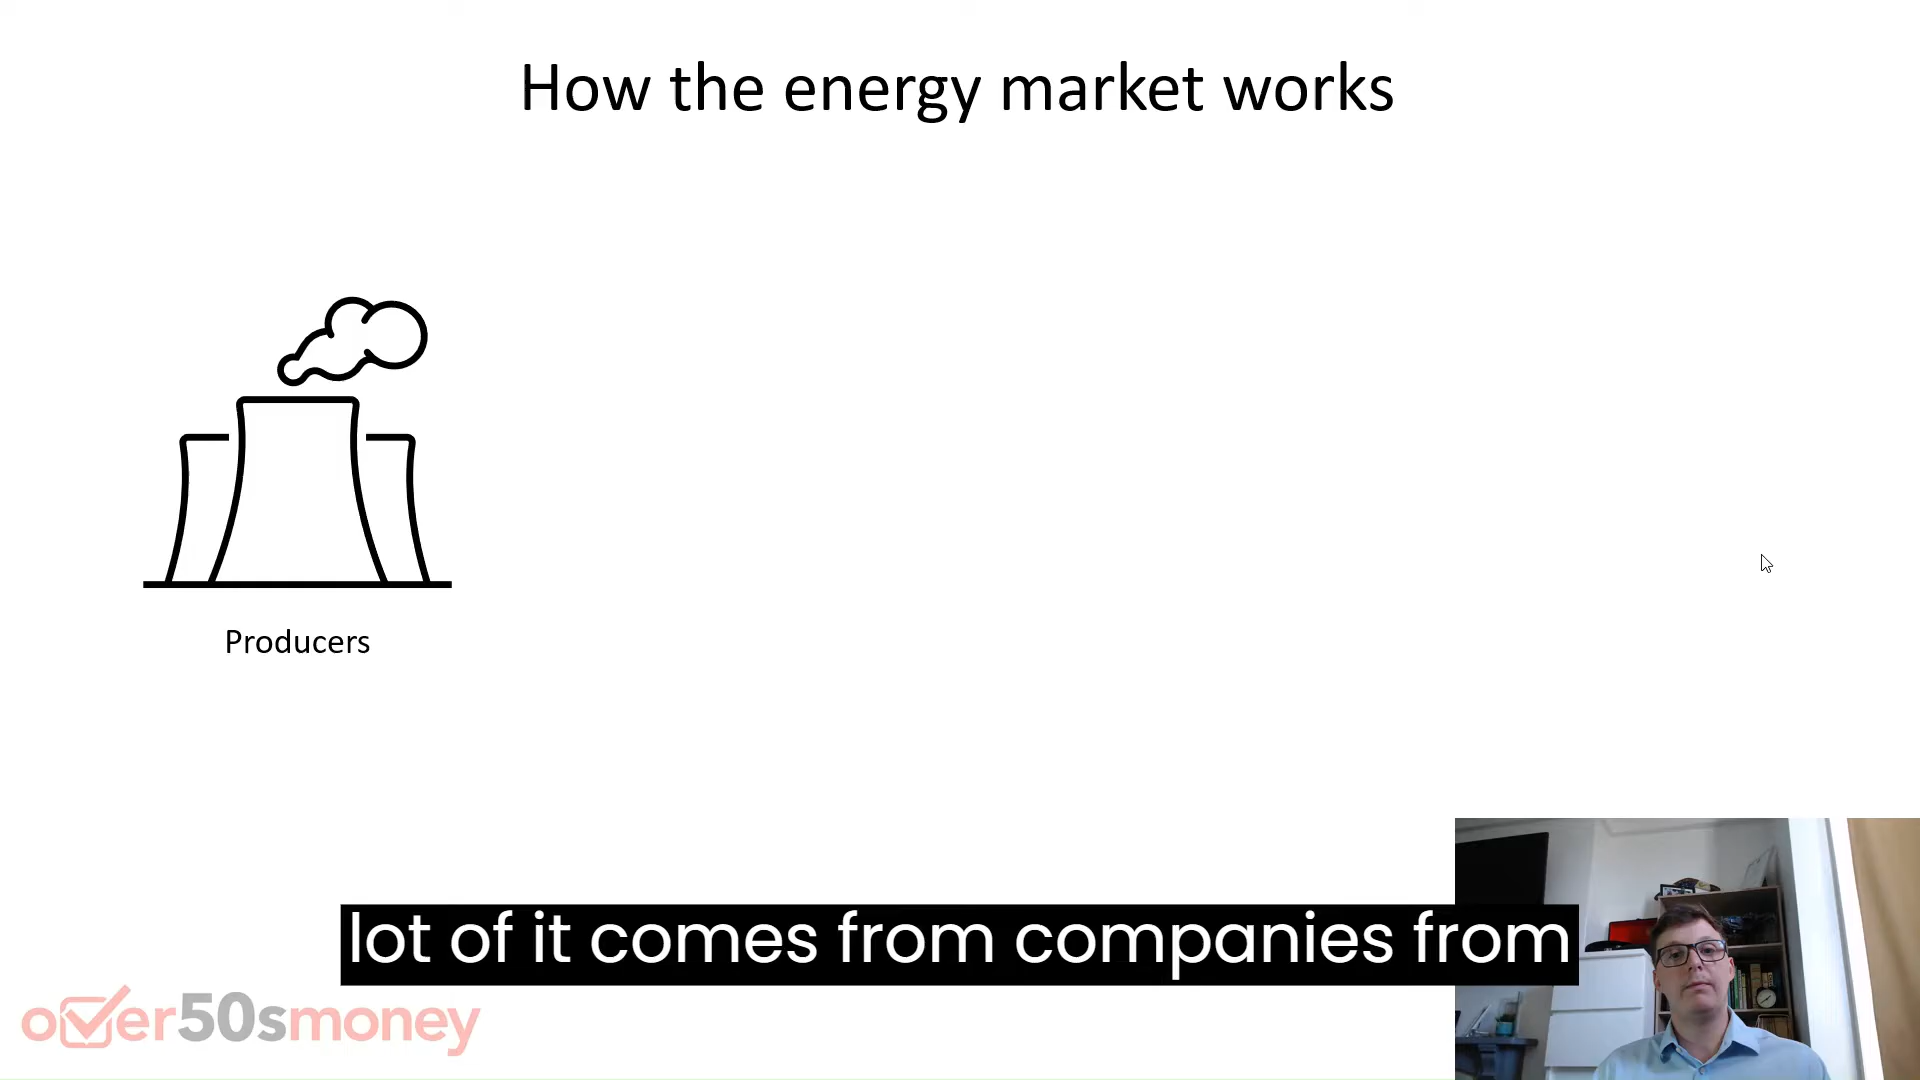 How the energy market works
Producers
lot of it comes from companies from
over50smoney